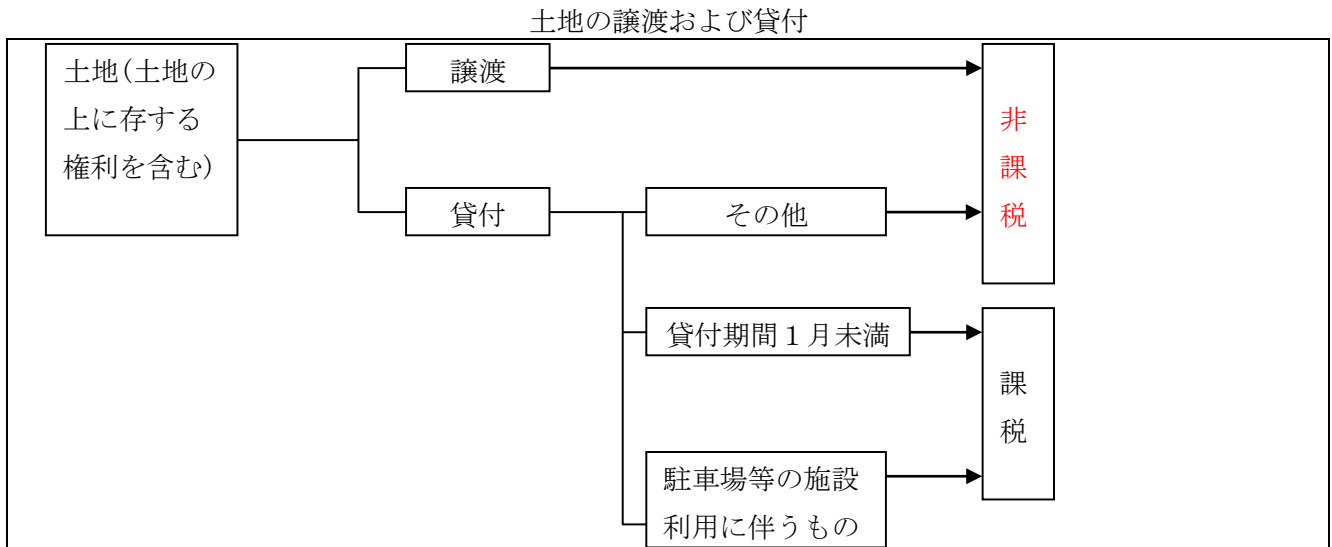 土地の譲渡および貸付
土地(土地の
上に存する
権利を含む)
譲渡
貸付
その他
貸付期間１月未満
駐車場等の施設
利用に伴うもの
非
課
税
課
税